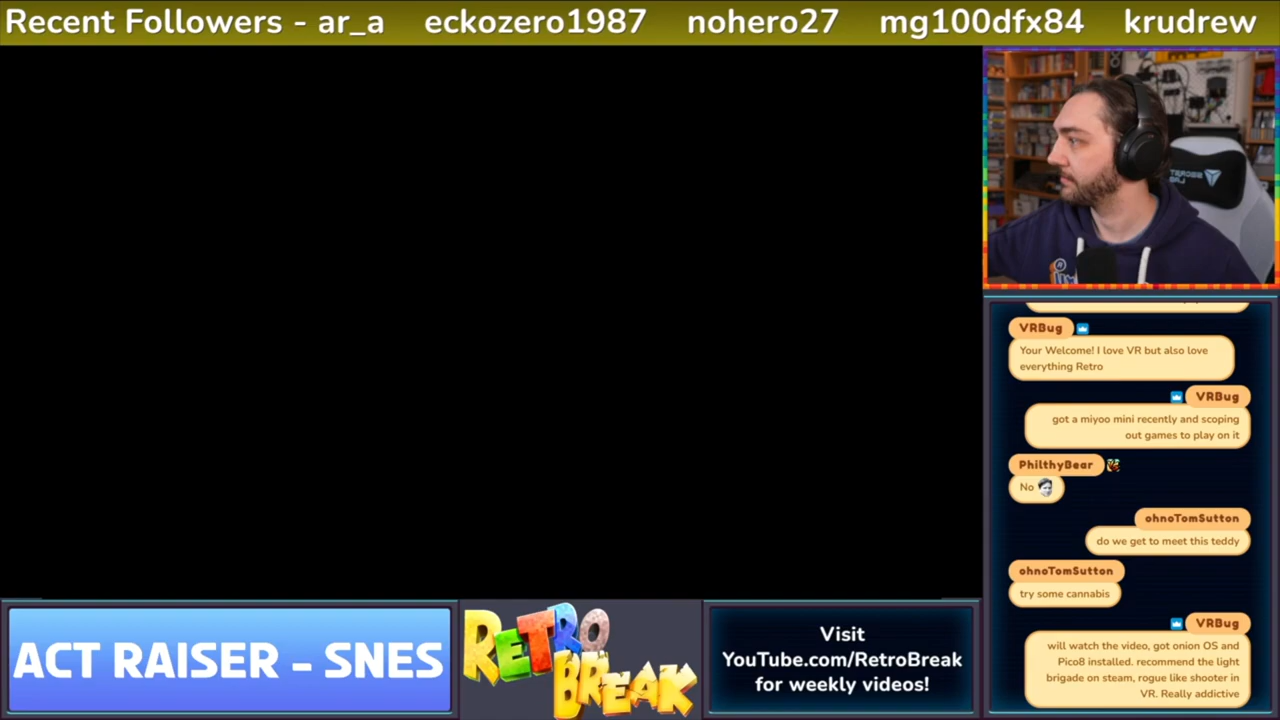 Recent Followers - ar_a eckozero1987 nohero27 mg100dfx84 krudrew
VRBug
Your Welcome! I love VR but also love
everything Retro
VRBug
got a miyoo mini recently and scoping
out games to play on it
PhilthyBear
No
ohnoTomSutton
do we get to meet this teddy
ohnoTomSutton
try some cannabis
VRBug
will watch the video, got onion OS and
Pico8 installed. recommend the light
brigade on steam, rogue like shooter in
VR. Really addictive
ACT RAISER - SNES
RETRO
BREAK
Visit
YouTube.com/RetroBreak
for weekly videos!